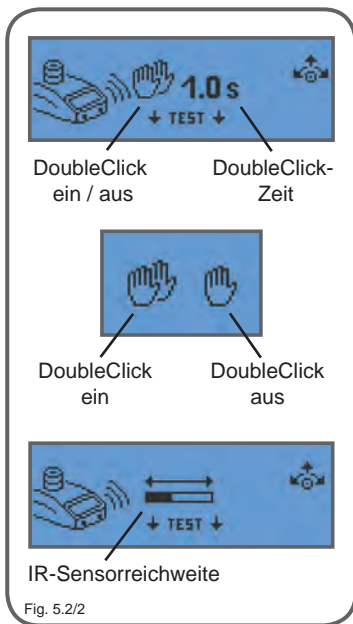 1.0 s
↓ TEST ↓
DoubleClick
ein / aus
DoubleClick-
Zeit
DoubleClick
ein
DoubleClick
aus
↓ TEST ↓
IR-Sensorreichweite
Fig. 5.2/2